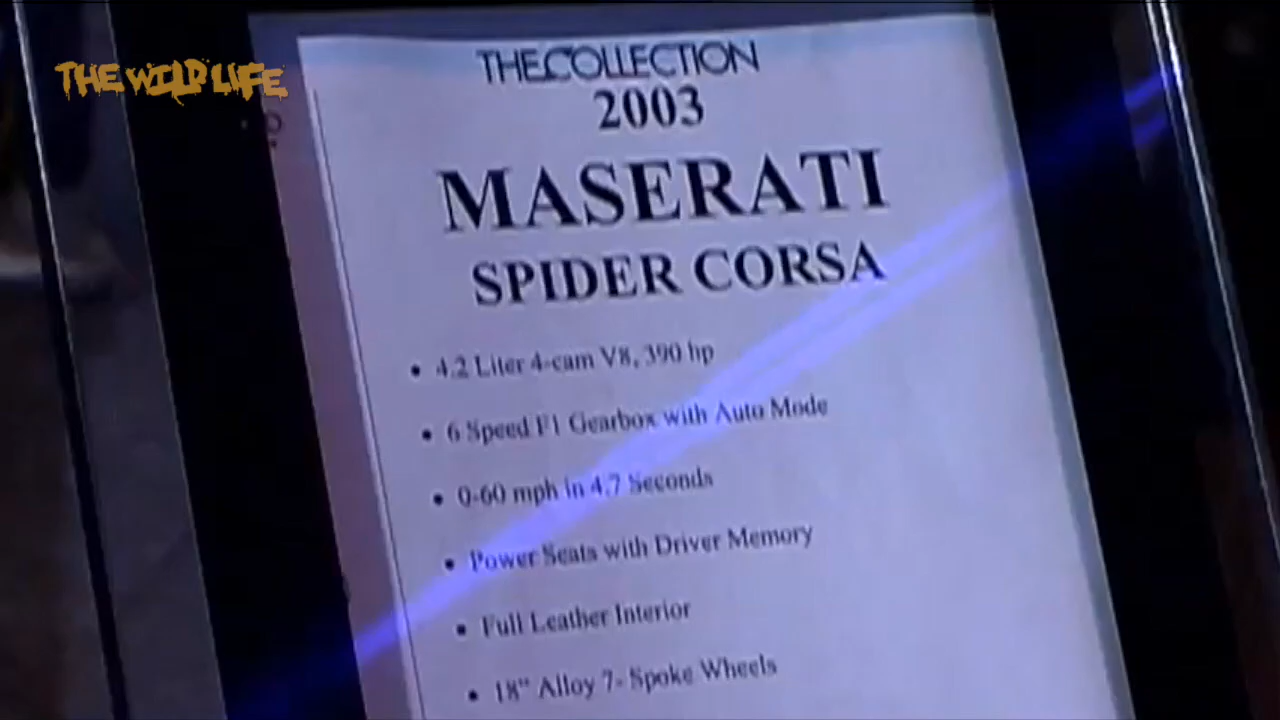 THE WILD LIFE
THE COLLECTION
2003
MASERATI
SPIDER CORSA
• 4.2 Liter 4-cam V8, 390 hp
• 6 Speed F1 Gearbox with Auto Mode
• 0-60 mph in 4.7 Seconds
• Power Seats with Driver Memory
• Full Leather Interior
• 18" Alloy 7- Spoke Wheels